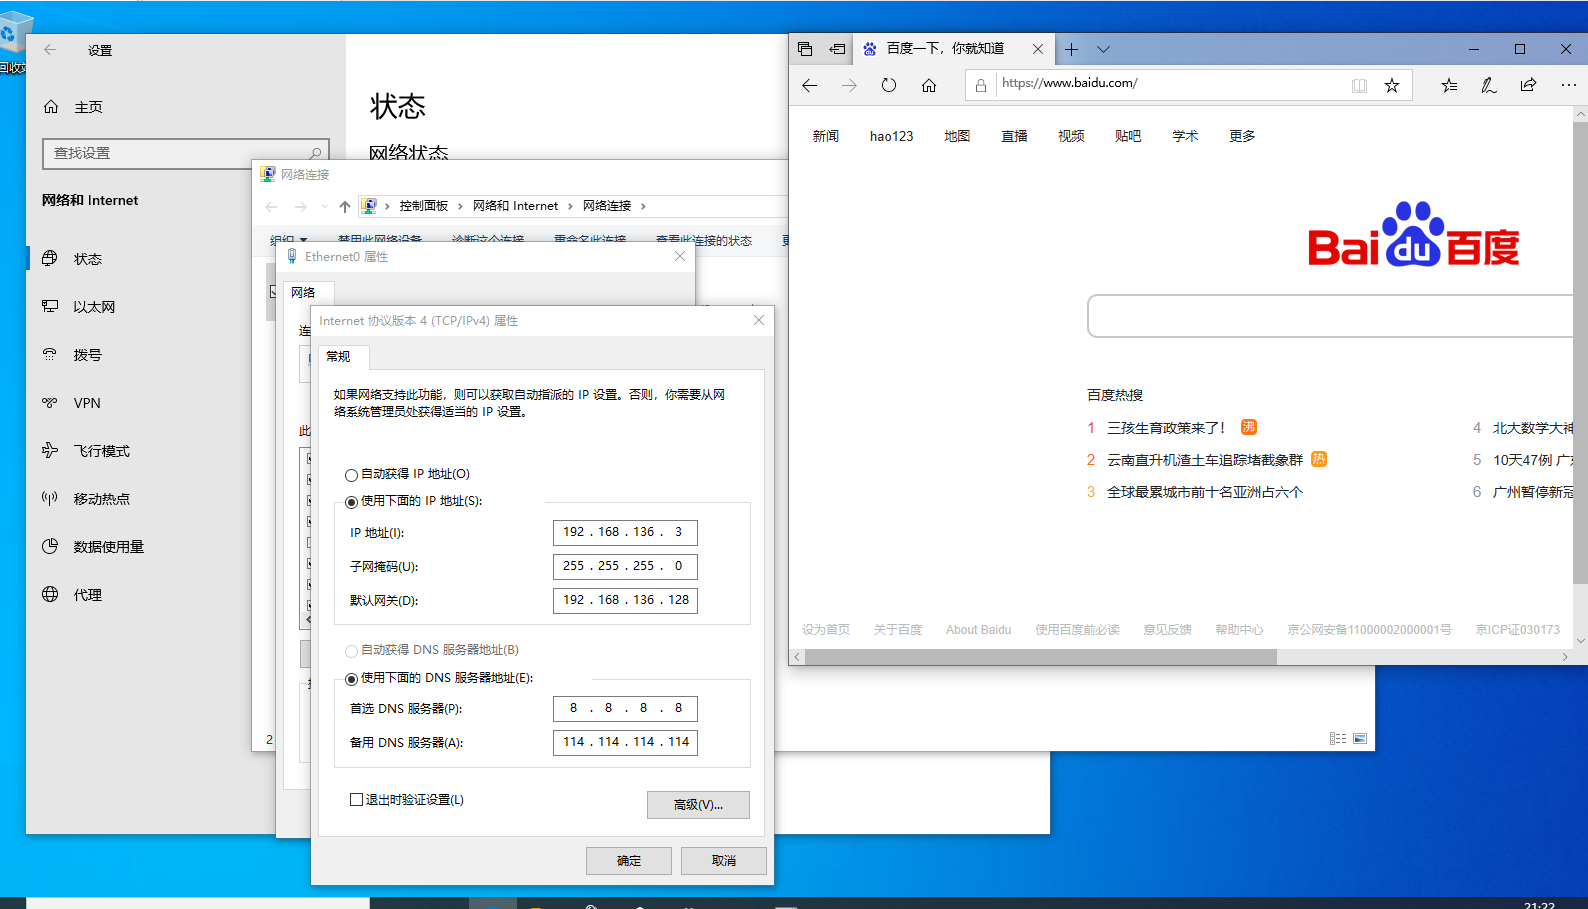 回收站
设置
主页
查找设置
网络和 Internet
状态
以太网
拨号
VPN
飞行模式
移动热点
数据使用量
代理
状态
网络状态
网络连接
控制面板 > 网络和 Internet > 网络连接 >
组织 禁用此网络设备 诊断这个连接 重命名此连接 查看此连接的状态
2
Ethernet0 属性
网络
连
此
Internet 协议版本 4 (TCP/IPv4) 属性
常规
如果网络支持此功能，则可以获取自动指派的 IP 设置。否则，你需要从网
络系统管理员处获得适当的 IP 设置。
自动获得 IP 地址(O)
使用下面的 IP 地址(S):
IP 地址(I): 192 . 168 . 136 . 3
子网掩码(U): 255 . 255 . 255 . 0
默认网关(D): 192 . 168 . 136 . 128
自动获得 DNS 服务器地址(B)
使用下面的 DNS 服务器地址(E):
首选 DNS 服务器(P): 8 . 8 . 8 . 8
备用 DNS 服务器(A): 114 . 114 . 114 . 114
退出时验证设置(L)
高级(V)...
确定 取消
百度一下，你就知道
https://www.baidu.com/
新闻 hao123 地图 直播 视频 贴吧 学术 更多
Bai du 百度
百度热搜
1 三孩生育政策来了！ 沸
2 云南直升机渣土车追踪堵截象群 热
3 全球最累城市前十名亚洲占六个
4 北大数学大神
5 10天47例 广东
6 广州暂停新冠
设为首页 关于百度 About Baidu 使用百度前必读 意见反馈 帮助中心 京公网安备11000002000001号 京ICP证030173
21:22